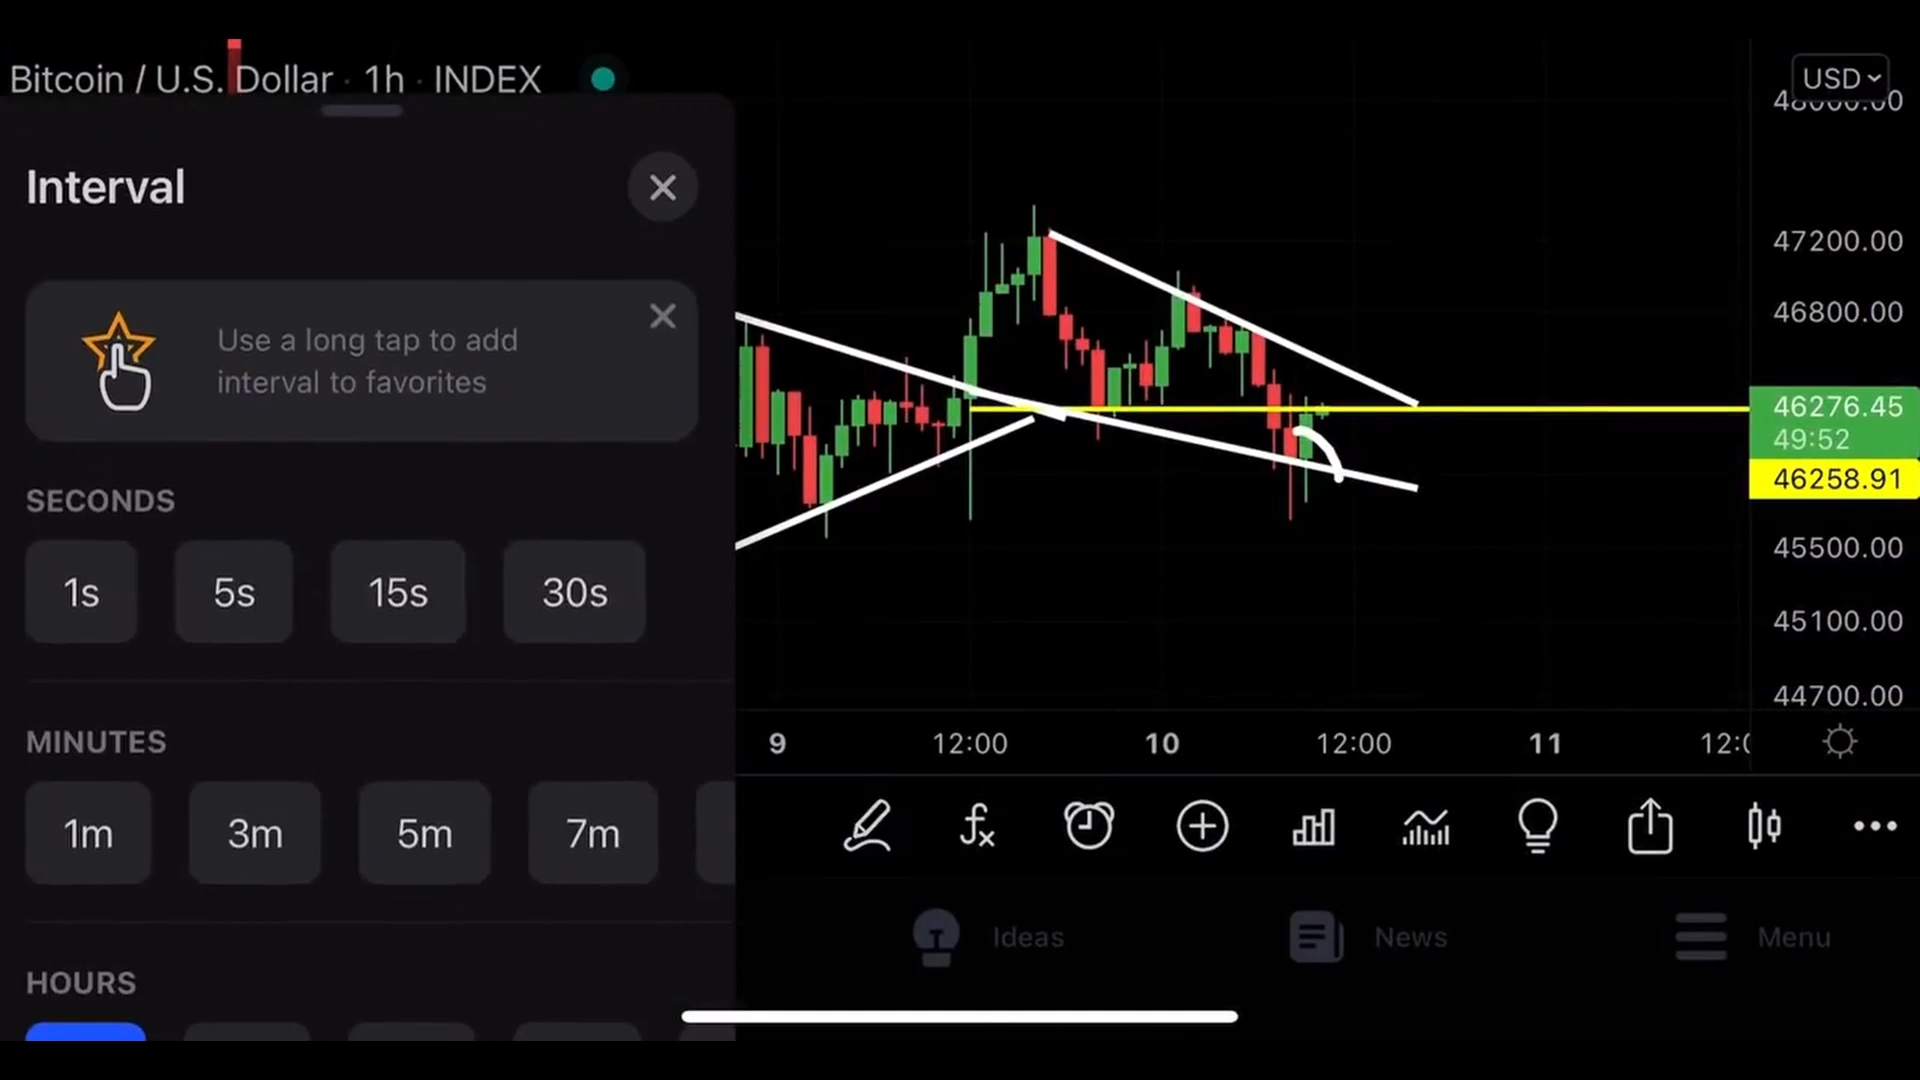 Bitcoin / U.S. Dollar · 1h · INDEX
USD
48000.00
Interval
Use a long tap to add
interval to favorites
SECONDS
1s 5s 15s 30s
MINUTES
1m 3m 5m 7m
HOURS
47200.00
46800.00
46276.45
49:52
46258.91
45500.00
45100.00
44700.00
9 12:00 10 12:00 11
Ideas News Menu